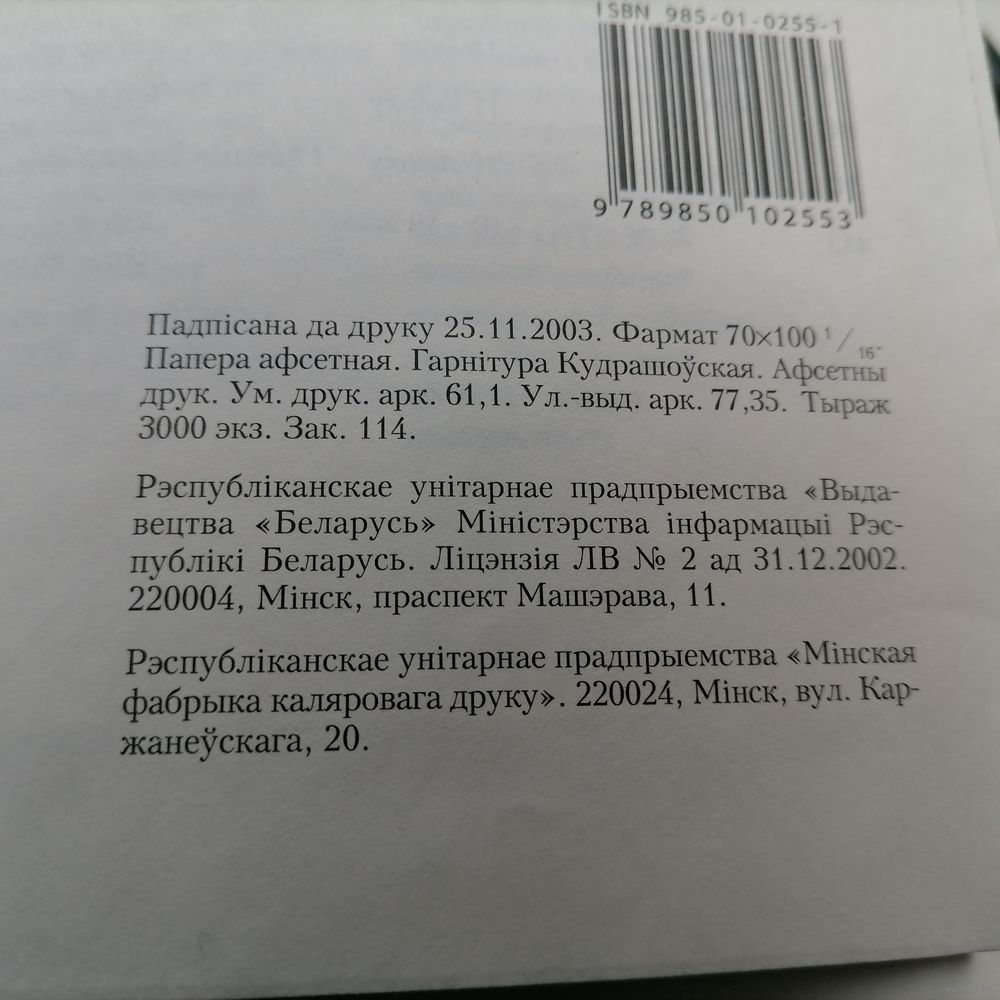 ISBN 985-01-0255-1
9 789850 102553
Падпісана да друку 25.11.2003. Фармат 70×100 1/16.
Папера афсетная. Гарнітура Кудрашоўская. Афсетны
друк. Ум. друк. арк. 61,1. Ул.-выд. арк. 77,35. Тыраж
3000 экз. Зак. 114.
Рэспубліканскае унітарнае прадпрыемства «Выда-
вецтва «Беларусь» Міністэрства інфармацыі Рэс-
публікі Беларусь. Ліцэнзія ЛВ № 2 ад 31.12.2002.
220004, Мінск, праспект Машэрава, 11.
Рэспубліканскае унітарнае прадпрыемства «Мінская
фабрыка каляровага друку». 220024, Мінск, вул. Кар-
жанеўскага, 20.